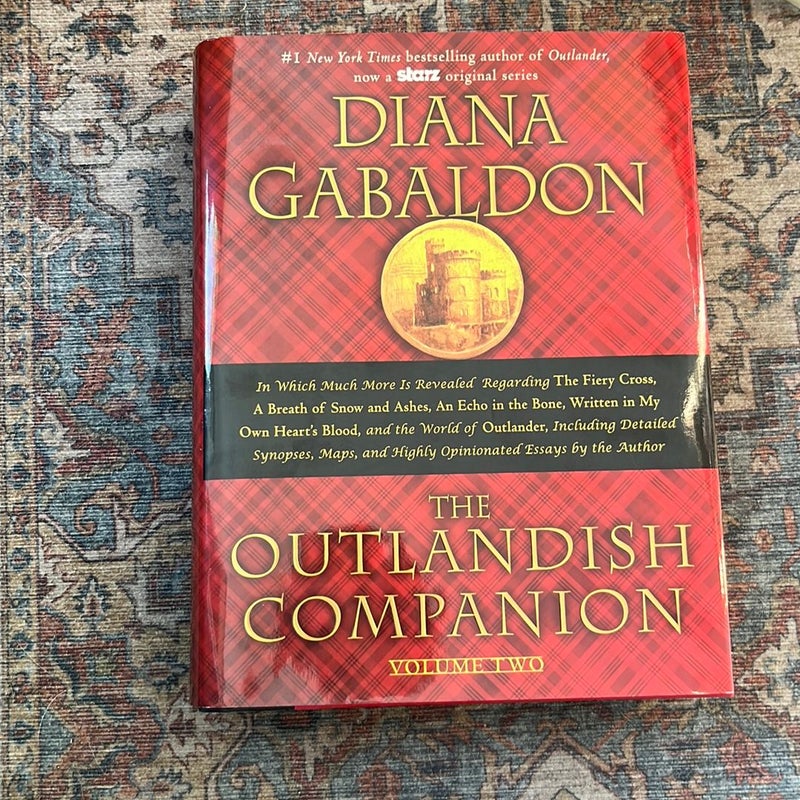 #1 New York Times bestselling author of Outlander,
now a starz original series
DIANA
GABALDON
In Which Much More Is Revealed Regarding The Fiery Cross,
A Breath of Snow and Ashes, An Echo in the Bone, Written in My
Own Heart's Blood, and the World of Outlander, Including Detailed
Synopses, Maps, and Highly Opinionated Essays by the Author
THE
OUTLANDISH
COMPANION
VOLUME TWO